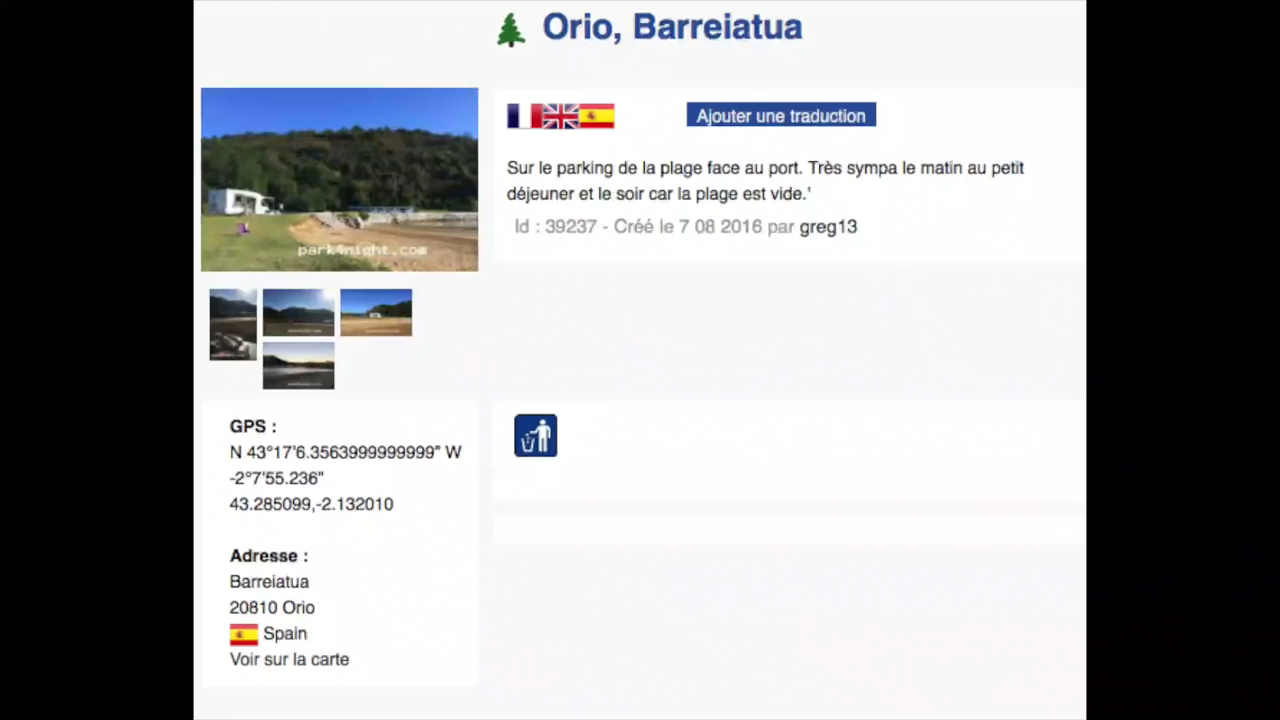 Orio, Barreiatua
Ajouter une traduction
Sur le parking de la plage face au port. Très sympa le matin au petit
déjeuner et le soir car la plage est vide.'
Id : 39237 - Créé le 7 08 2016 par greg13
park4night.com
GPS :
N 43°17'6.3563999999999" W
-2°7'55.236"
43.285099,-2.132010
Adresse :
Barreiatua
20810 Orio
Spain
Voir sur la carte